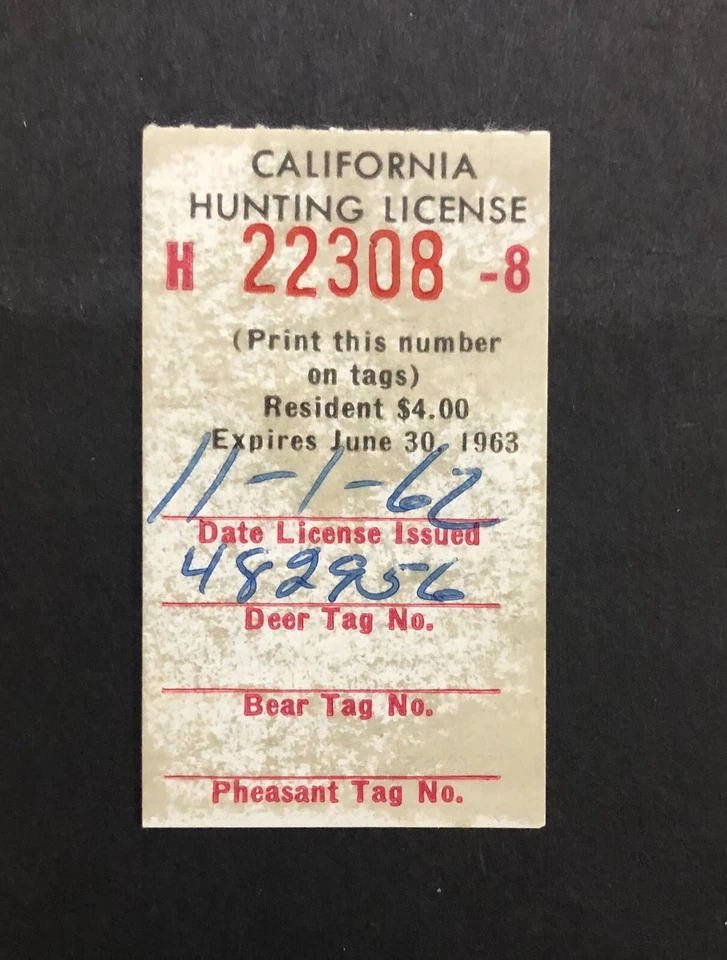 CALIFORNIA
HUNTING LICENSE
H 22308 -8
(Print this number
on tags)
Resident $4.00
Expires June 30, 1963
11-1-62
Date License Issued
482956
Deer Tag No.
Bear Tag No.
Pheasant Tag No.